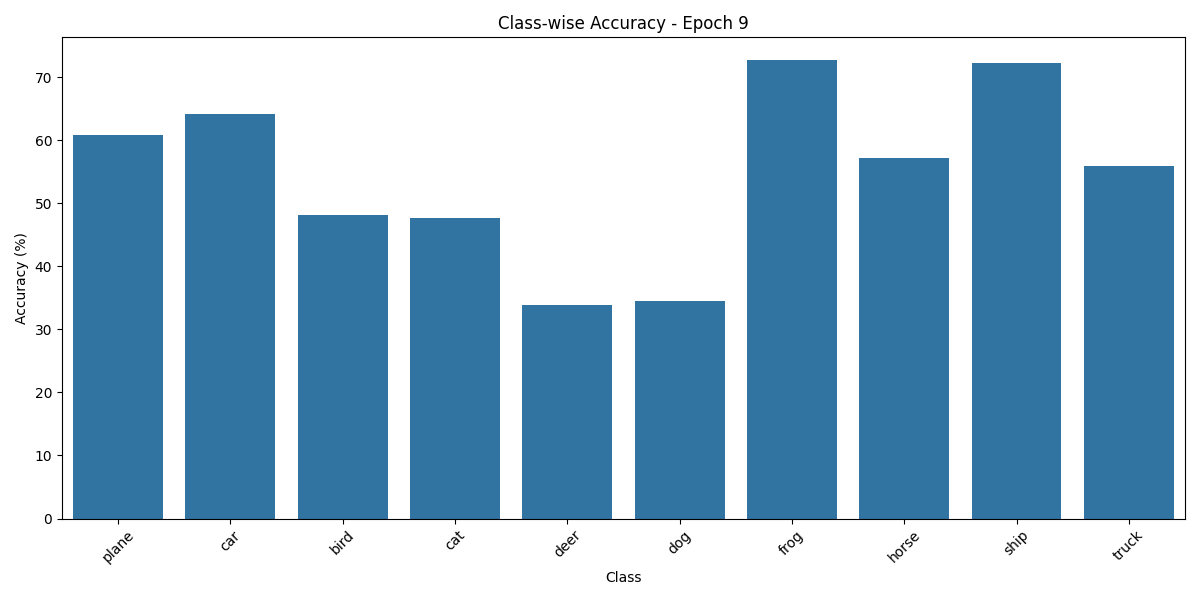 Class-wise Accuracy - Epoch 9
Accuracy (%)
70
60
50
40
30
20
10
0
plane
car
bird
cat
deer
dog
frog
horse
ship
truck
Class